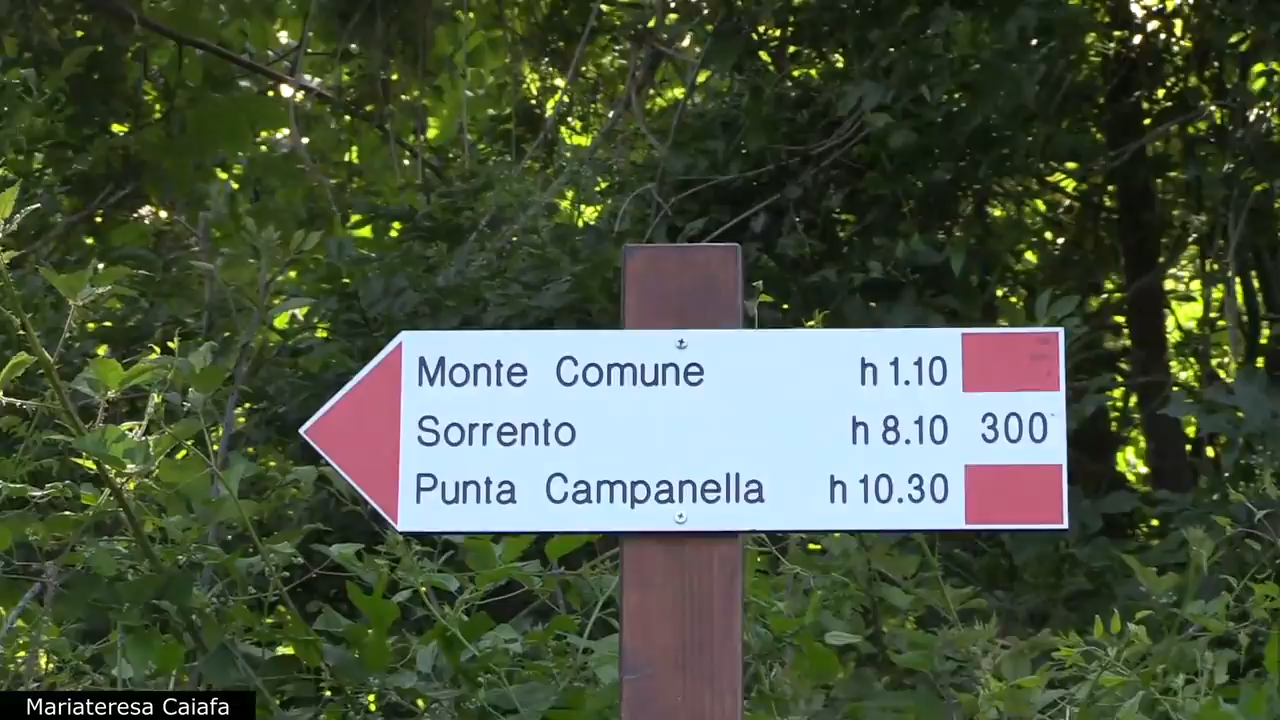 Monte Comune h 1.10
Sorrento h 8.10 300
Punta Campanella h 10.30
Mariateresa Caiafa